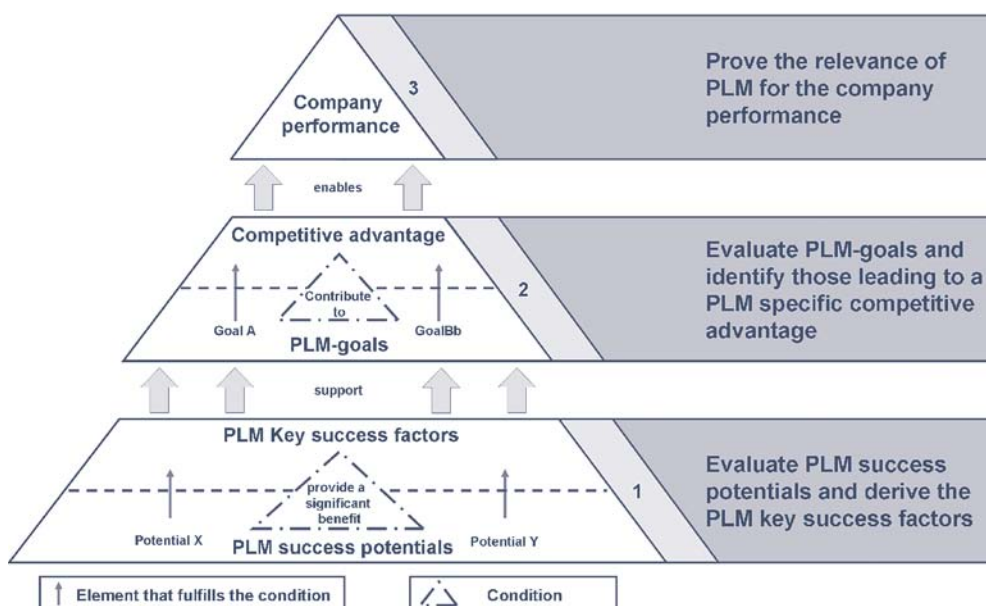 Company
performance
3
Prove the relevance of
PLM for the company
performance
enables
Competitive advantage
Contribute
to
Goal A
GoalBb
PLM-goals
2
Evaluate PLM-goals and
identify those leading to a
PLM specific competitive
advantage
support
PLM Key success factors
provide a
significant
benefit
Potential X
Potential Y
PLM success potentials
1
Evaluate PLM success
potentials and derive the
PLM key success factors
Element that fulfills the condition
Condition